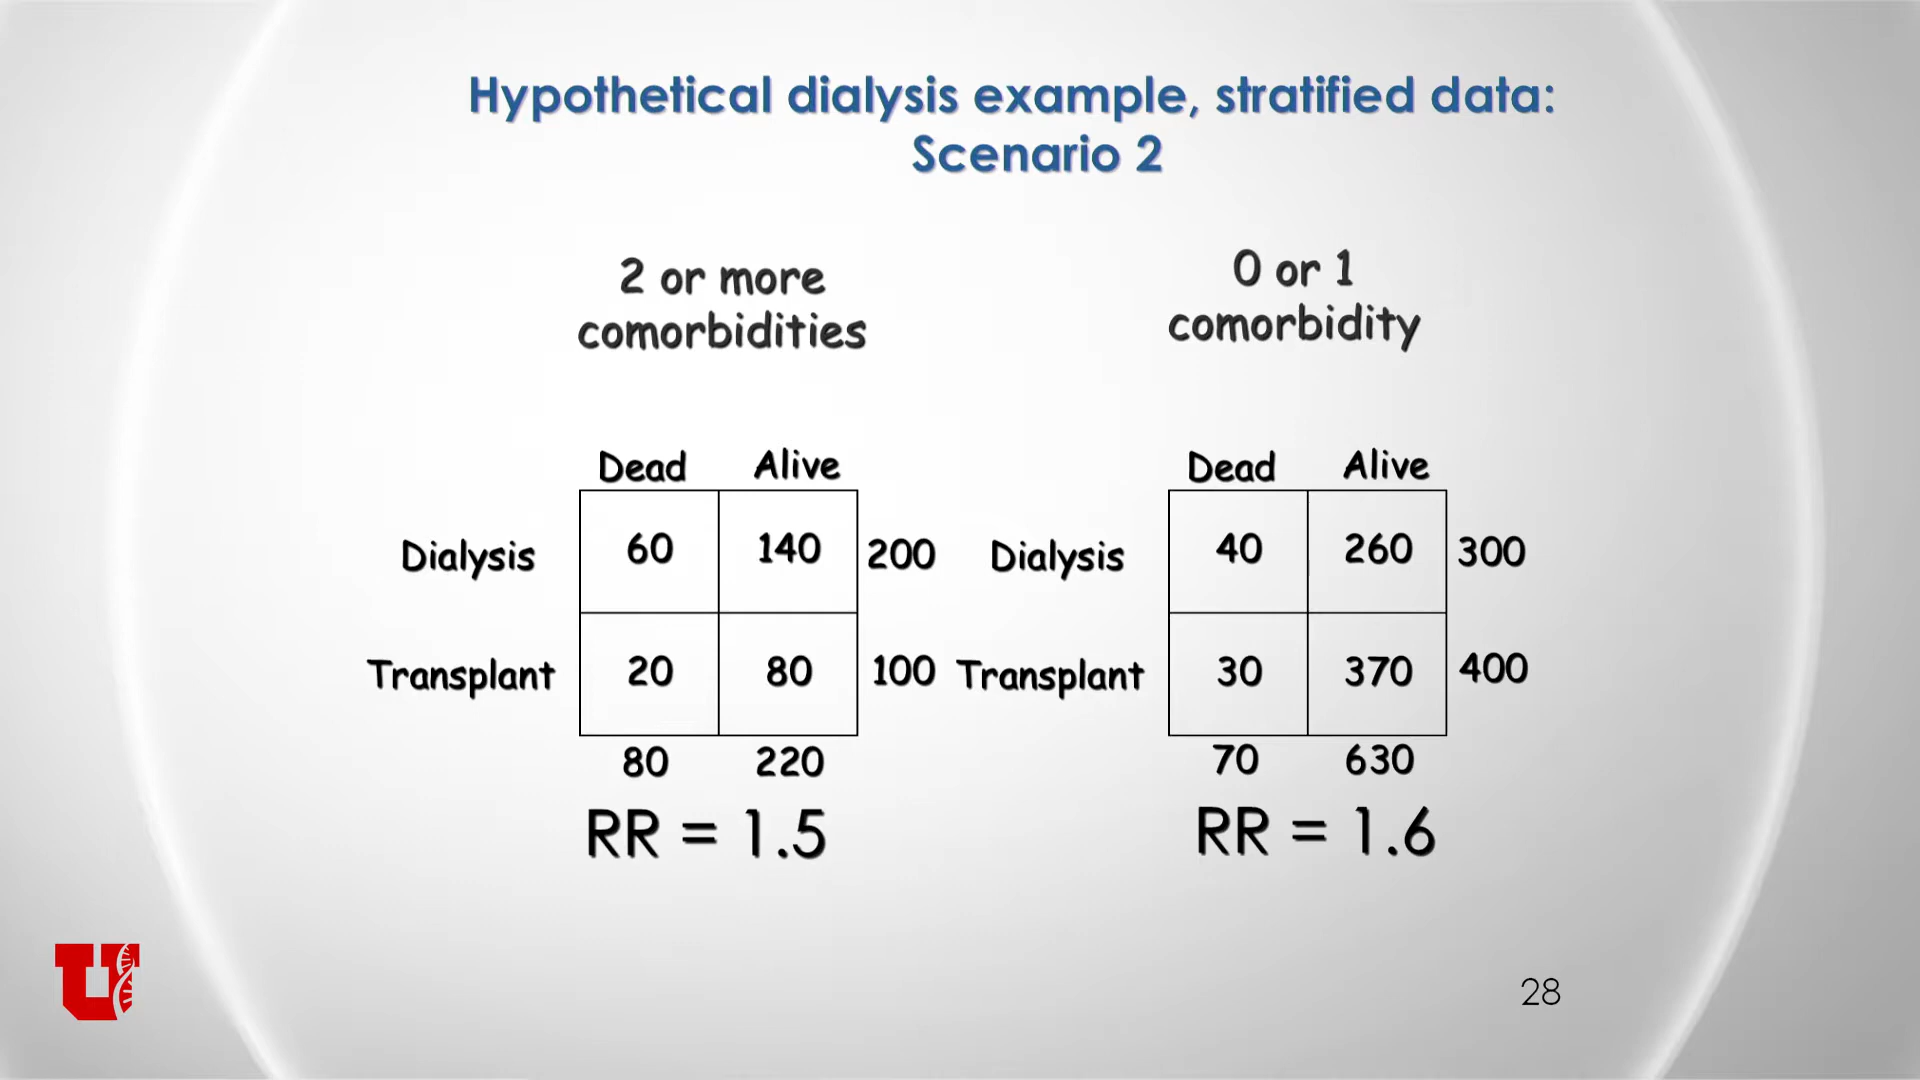 Hypothetical dialysis example, stratified data:
Scenario 2
2 or more
comorbidities
Dead Alive
Dialysis 60 140 200
Transplant 20 80 100
80 220
RR = 1.5
0 or 1
comorbidity
Dead Alive
Dialysis 40 260 300
Transplant 30 370 400
70 630
RR = 1.6
U
28